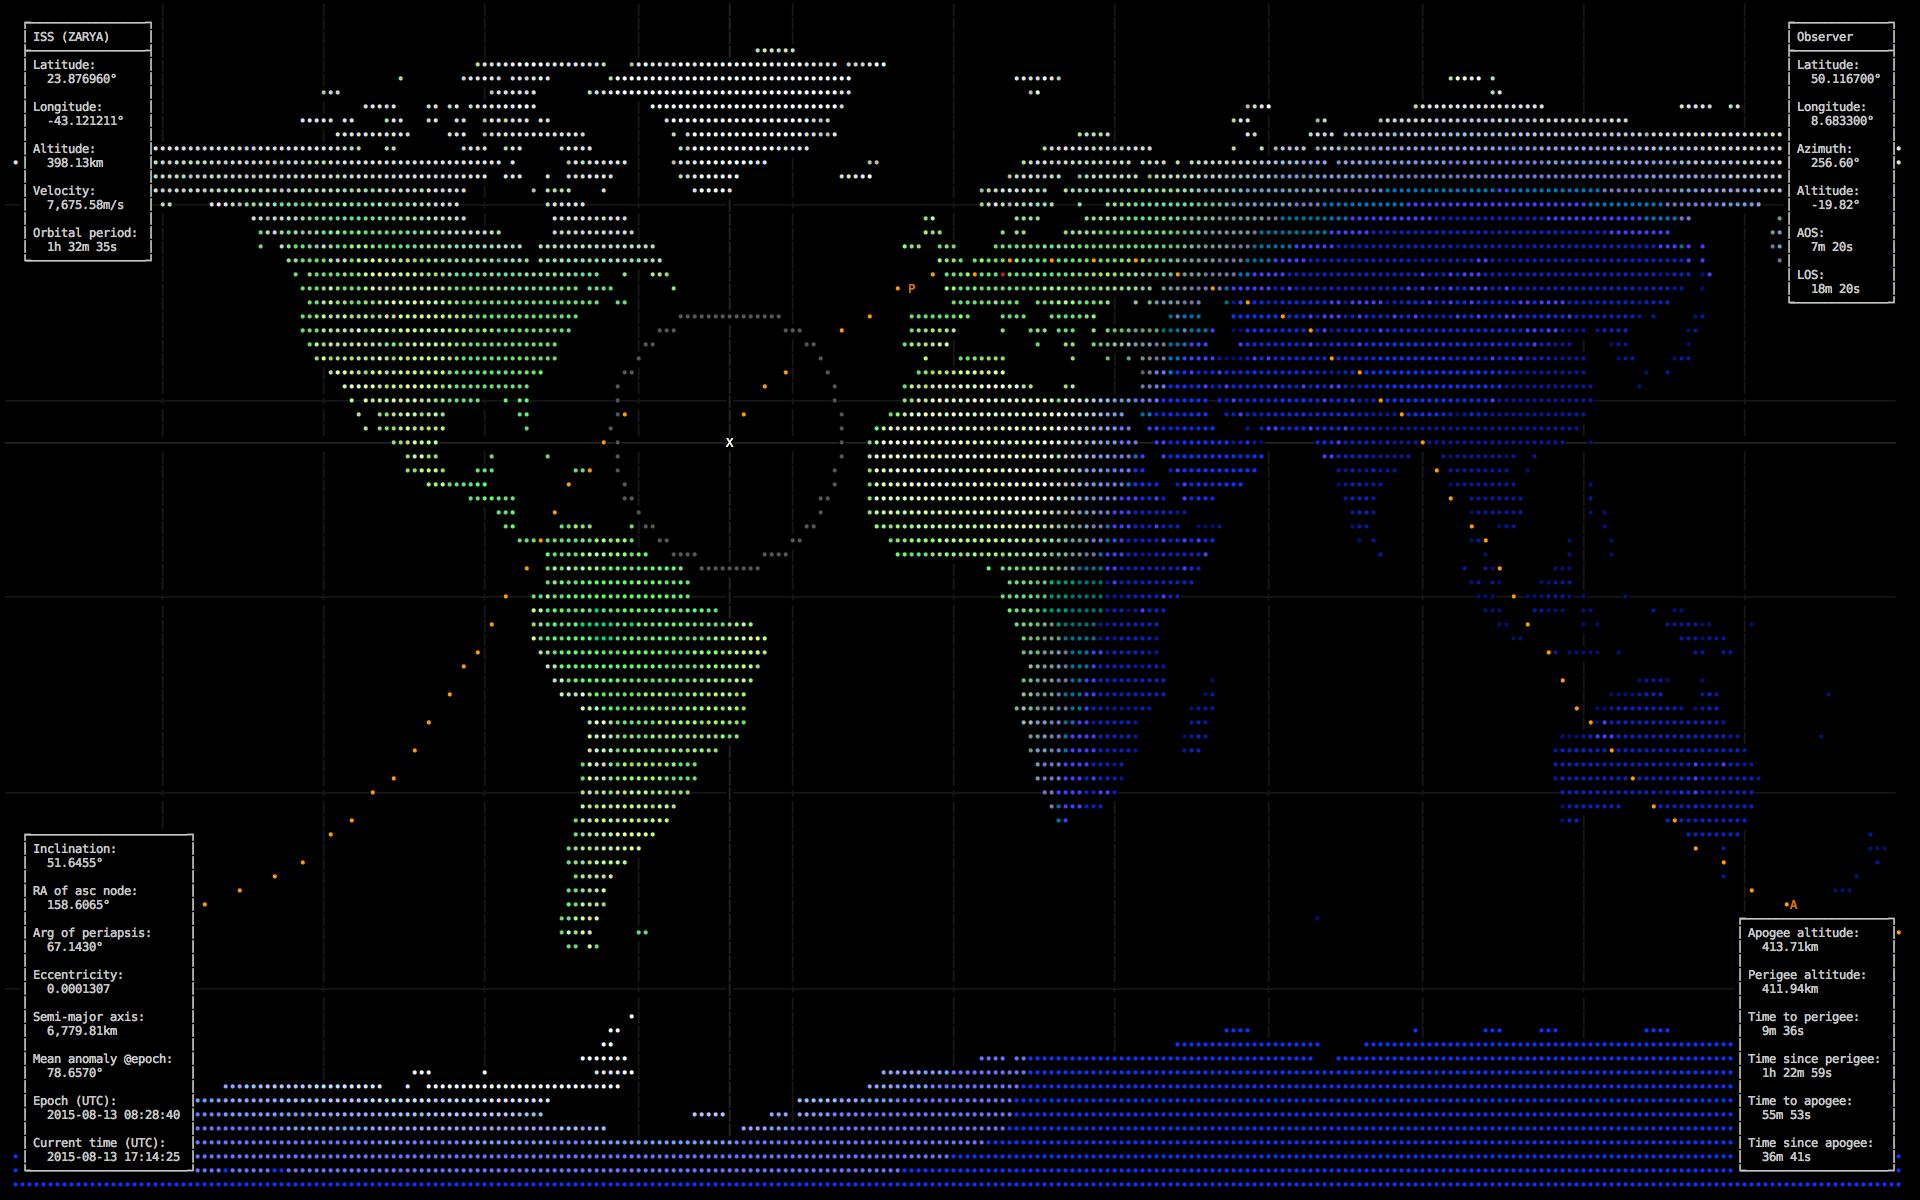 ISS (ZARYA)
Latitude:
23.876960°
Longitude:
-43.121211°
Altitude:
398.13km
Velocity:
7,675.58m/s
Orbital period:
1h 32m 35s
Observer
Latitude:
50.116700°
Longitude:
8.683300°
Azimuth:
256.60°
Altitude:
-19.82°
AOS:
7m 20s
LOS:
18m 20s
P
X
A
Inclination:
51.6455°
RA of asc node:
158.6065°
Arg of periapsis:
67.1430°
Eccentricity:
0.0001307
Semi-major axis:
6,779.81km
Mean anomaly @epoch:
78.6570°
Epoch (UTC):
2015-08-13 08:28:40
Current time (UTC):
2015-08-13 17:14:25
Apogee altitude:
413.71km
Perigee altitude:
411.94km
Time to perigee:
9m 36s
Time since perigee:
1h 22m 59s
Time to apogee:
55m 53s
Time since apogee:
36m 41s